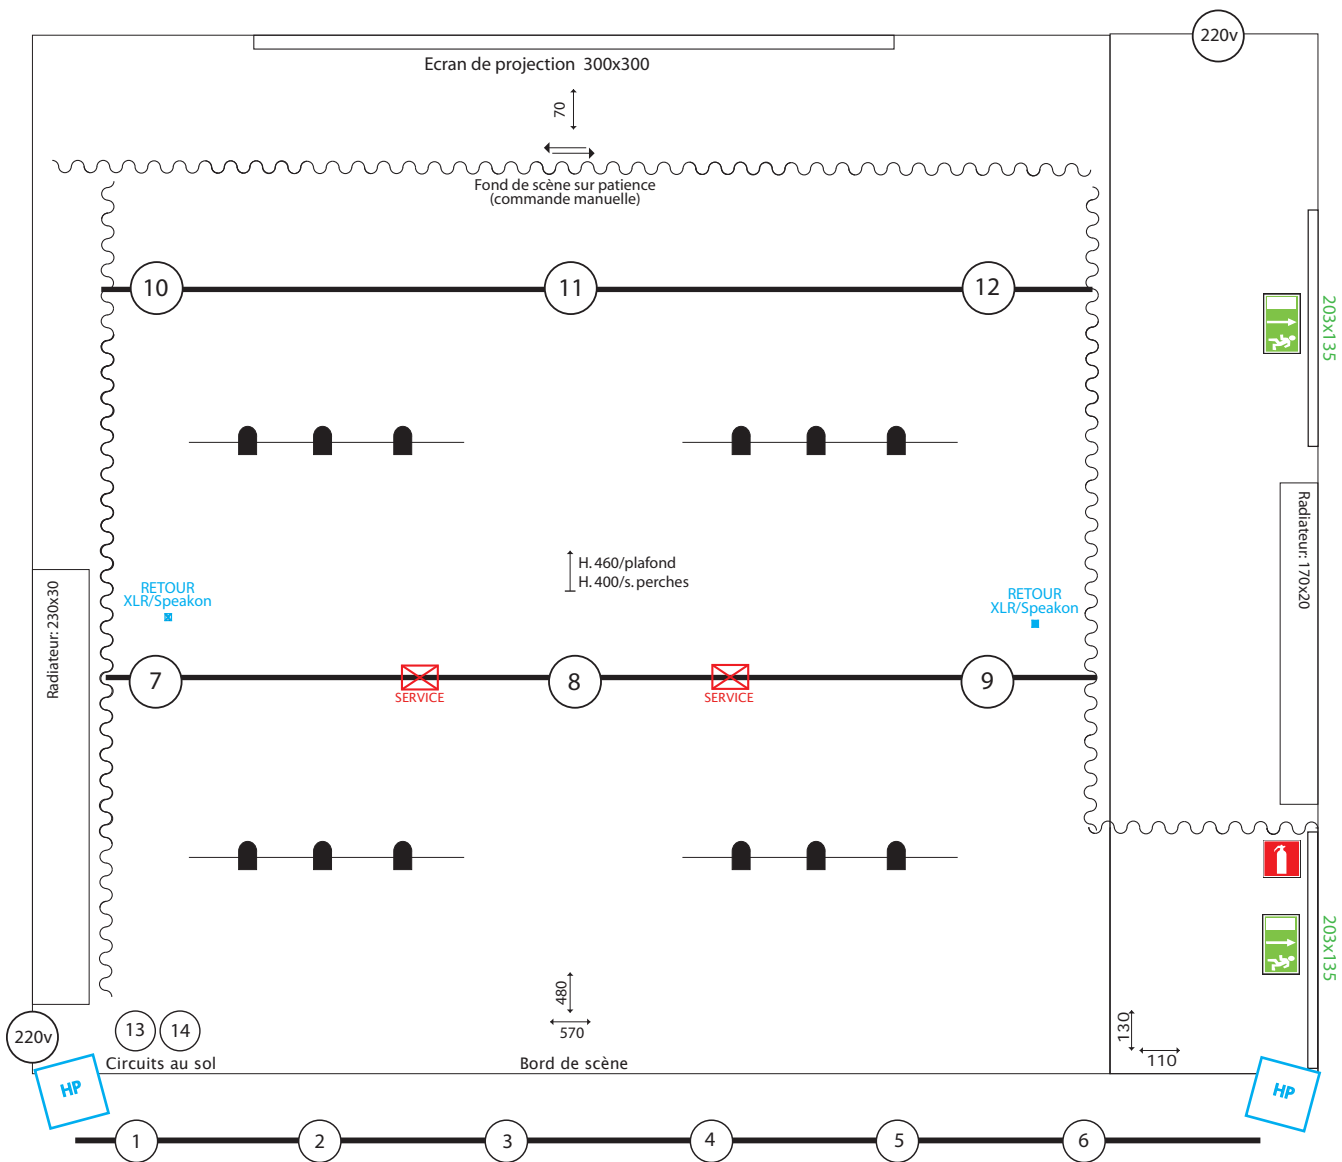 220v
Ecran de projection 300x300
70
Fond de scène sur patience
(commande manuelle)
10
11
12
203x135
H. 460/plafond
H. 400/s. perches
Radiateur: 170x20
Radiateur: 230x30
RETOUR
XLR/Speakon
RETOUR
XLR/Speakon
7
8
9
SERVICE
SERVICE
203x135
480
570
130
110
220v
13
14
Circuits au sol
Bord de scène
HP
HP
1
2
3
4
5
6